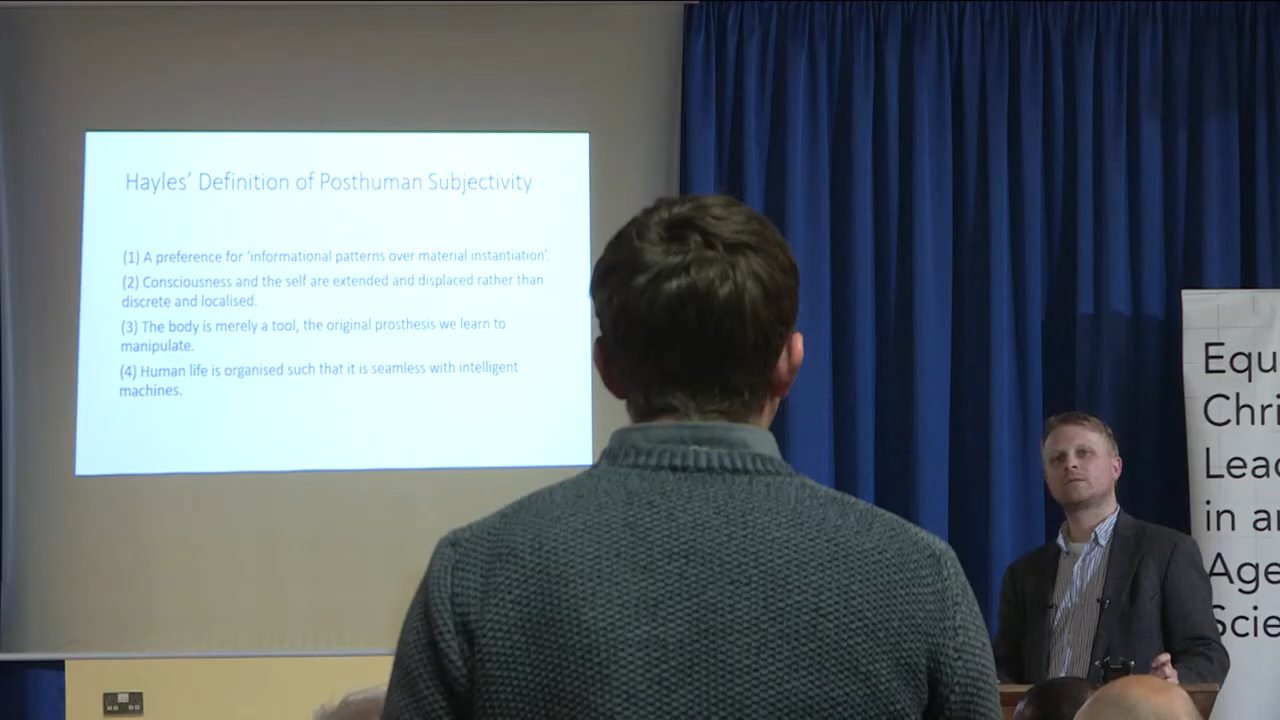 Hayles' Definition of Posthuman Subjectivity
(1) A preference for 'informational patterns over material instantiation'.
(2) Consciousness and the self are extended and displaced rather than
discrete and localised.
(3) The body is merely a tool, the original prosthesis we learn to
manipulate.
(4) Human life is organised such that it is seamless with intelligent
machines.
Equ
Chri
Lead
in an
Age
Scie